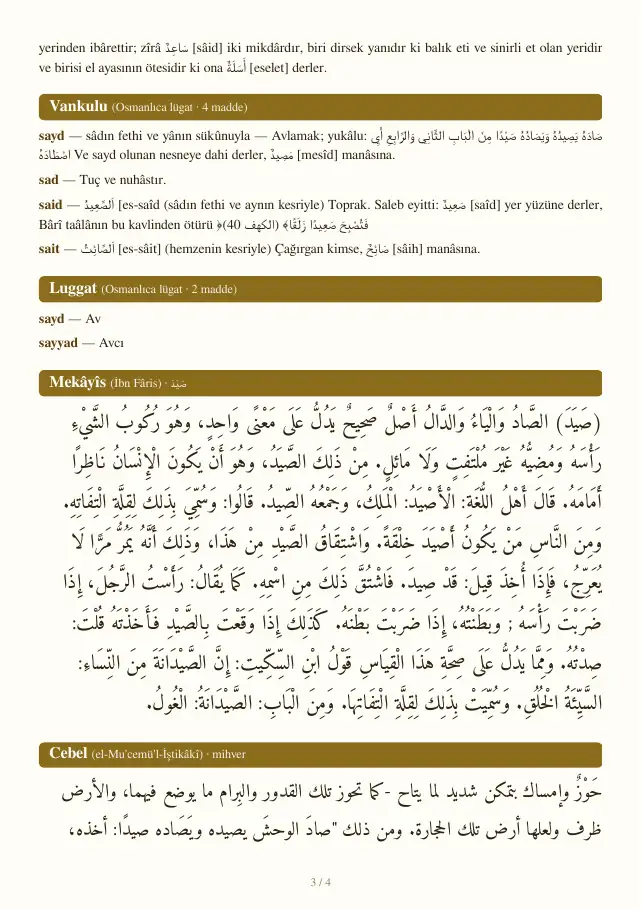 yerinden ibârettir; zîrâ سَاعِدٌ [sâid] iki mikdârdır, biri dirsek yanıdır ki balık eti ve sinirli et olan yeridir
ve birisi el ayasının ötesidir ki ona أَسَلَةٌ [eselet] derler.
Vankulu (Osmanlıca lügat · 4 madde)
sayd — sâdın fethi ve yânın sükûnuyla — Avlamak; yukâlu: صَادَهُ يَصِيدُهُ وَيَصَادُهُ صَيْدًا مِنَ الْبَابِ الثَّانِي وَالرَّابِعِ أَيِ
اصْطَادَهُ Ve sayd olunan nesneye dahi derler, مَصِيدٌ [mesîd] manâsına.
sad — Tuç ve nuhâstır.
said — اَلصَّعِيدُ [es-saîd (sâdın fethi ve aynın kesriyle) Toprak. Saleb eyitti: صَعِيدٌ [saîd] yer yüzüne derler,
Bârî taâlânın bu kavlinden ötürü ﴿فَتُصْبِحَ صَعِيدًا زَلَقًا﴾ (الكهف 40)
sait — اَلصَّائِتُ [es-sâit] (hemzenin kesriyle) Çağırgan kimse, صَائِحٌ [sâih] manâsına.
Luggat (Osmanlıca lügat · 2 madde)
sayd — Av
sayyad — Avcı
Mekâyîs (İbn Fâris) · صَيَدَ
(صَيَدَ) الصَّادُ وَالْيَاءُ وَالدَّالُ أَصْلٌ صَحِيحٌ يَدُلُّ عَلَى مَعْنًى وَاحِدٍ، وَهُوَ رُكُوبُ الشَّيْءِ
رَأْسَهُ وَمُضِيُّهُ غَيْرَ مُلْتَفِتٍ وَلَا مَائِلٍ. مِنْ ذَلِكَ الصَّيَدُ، وَهُوَ أَنْ يَكُونَ الْإِنْسَانُ نَاظِرًا
أَمَامَهُ. قَالَ أَهْلُ اللُّغَةِ: الْأَصْيَدُ: الْمَلِكُ، وَجَمْعُهُ الصِّيدُ. قَالُوا: وَسُمِّيَ بِذَلِكَ لِقِلَّةِ الْتِفَاتِهِ.
وَمِنَ النَّاسِ مَنْ يَكُونُ أَصْيَدَ خِلْقَةً. وَاشْتِقَاقُ الصَّيْدِ مِنْ هَذَا، وَذَلِكَ أَنَّهُ يَمُرُّ مَرًّا لَا
يُعَرِّجُ، فَإِذَا أُخِذَ قِيلَ: قَدْ صِيدَ. فَاشْتُقَّ ذَلِكَ مِنِ اسْمِهِ. كَمَا يُقَالُ: رَأَسْتُ الرَّجُلَ، إِذَا
ضَرَبْتَ رَأْسَهُ ; وَبَطَنْتُهُ، إِذَا ضَرَبْتَ بَطْنَهُ. كَذَلِكَ إِذَا وَقَعْتَ بِالصَّيْدِ فَأَخَذْتَهُ قُلْتَ:
صِدْتُهُ. وَمِمَّا يَدُلُّ عَلَى صِحَّةِ هَذَا الْقِيَاسِ قَوْلُ ابْنِ السِّكِّيتِ: إِنَّ الصَّيْدَانَةَ مِنَ النِّسَاءِ:
السَّيِّئَةُ الْخُلُقِ. وَسُمِّيَتْ بِذَلِكَ لِقِلَّةِ الْتِفَاتِهَا. وَمِنَ الْبَابِ: الصَّيْدَانَةُ: الْغُولُ.
Cebel (el-Mu'cemü'l-İştikâkî) · mihver
حَوْزٌ وإمساك بتمكن شديد لما يتاح -كما تحوز تلك القدور والبِرام ما يوضع فيهما، والأرض
ظرف ولعلها أرض تلك الحجارة. ومن ذلك "صادَ الوحشَ يصيده ويَصَاده صيدًا: أخذه،
3 / 4